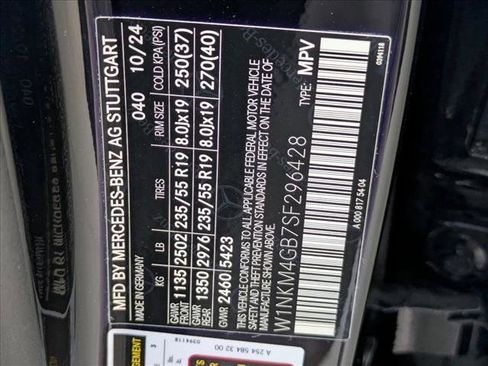 MFD BY MERCEDES-BENZ AG STUTTGART
MADE IN GERMANY 040 10/24
KG LB TIRES RIM SIZE COLD KPA(PSI)
GAWR FRONT 1135 2502 235/55 R19 8.0Jx19 250(37)
GAWR REAR 1350 2976 235/55 R19 8.0Jx19 270(40)
GVWR 2460 5423
THIS VEHICLE CONFORMS TO ALL APPLICABLE FEDERAL MOTOR VEHICLE
SAFETY AND THEFT PREVENTION STANDARDS IN EFFECT ON THE DATE OF
MANUFACTURE SHOWN ABOVE.
W1NKM4GB7SF296428 TYPE: MPV
A 000 817 54 04
0394118
A 254 584 32 00
0394118